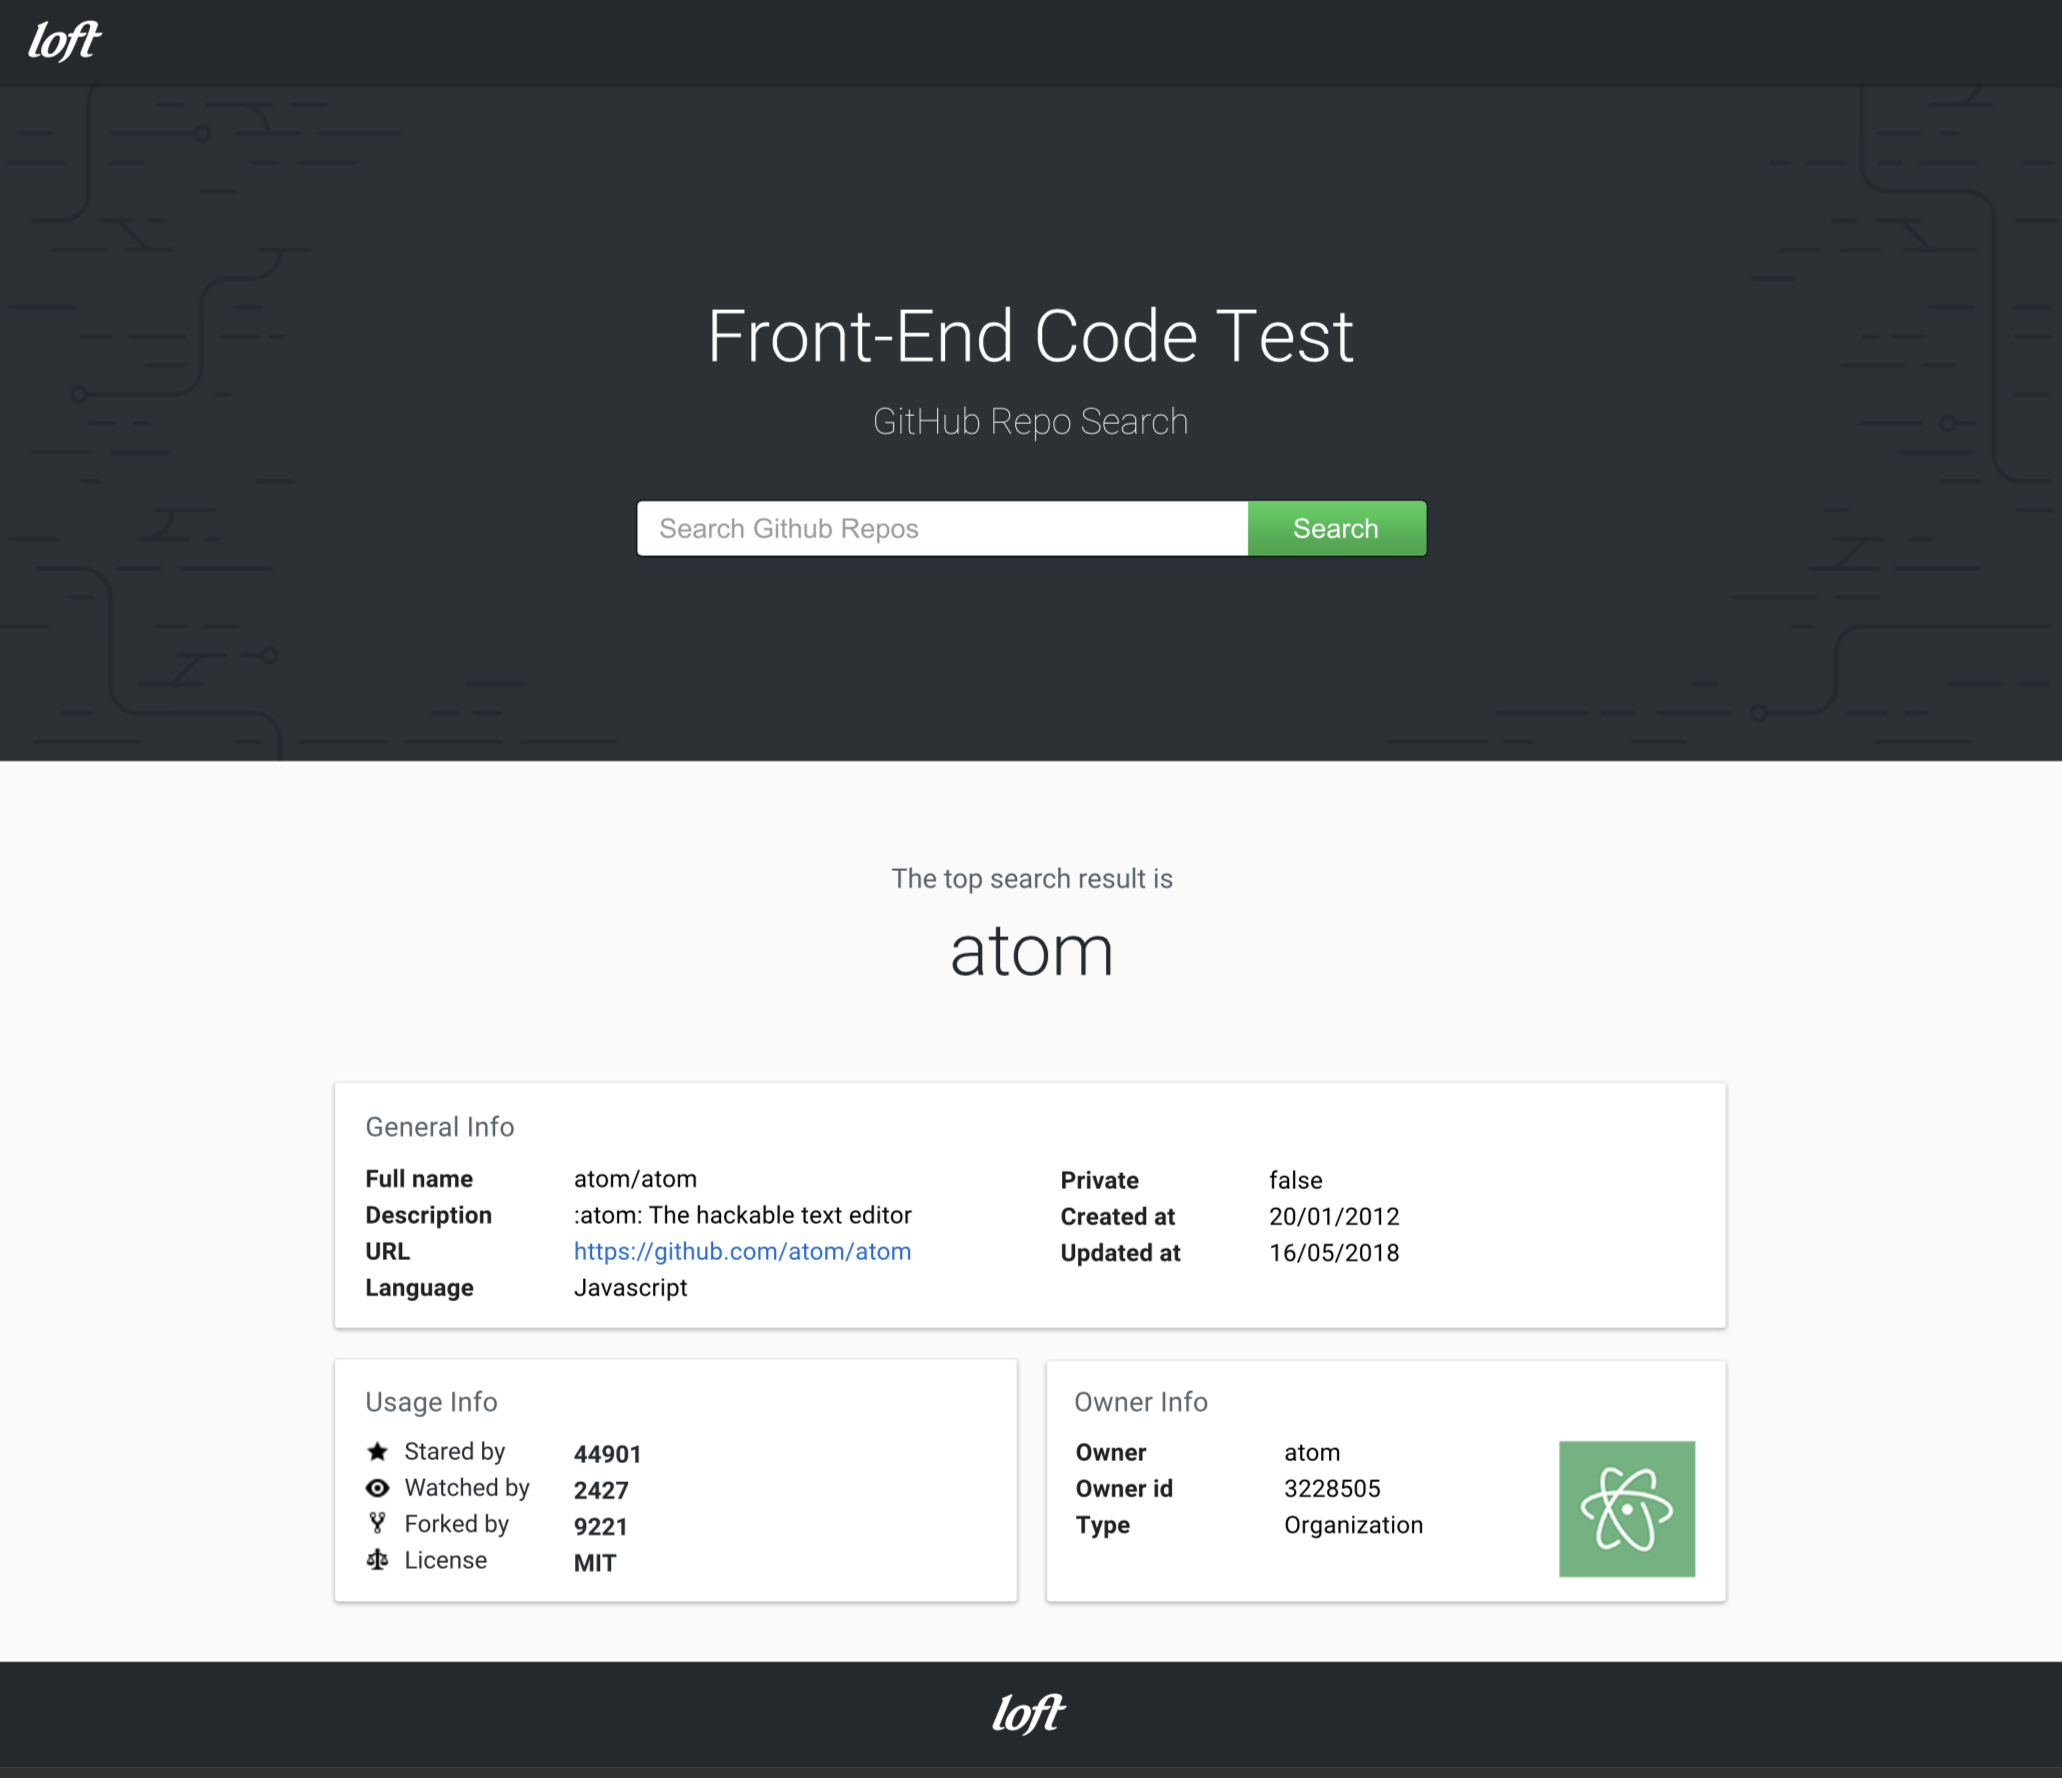 loft
Front-End Code Test
GitHub Repo Search
Search Github Repos
Search
The top search result is
atom
General Info
Full name atom/atom
Description :atom: The hackable text editor
URL https://github.com/atom/atom
Language Javascript
Private false
Created at 20/01/2012
Updated at 16/05/2018
Usage Info
Stared by 44901
Watched by 2427
Forked by 9221
License MIT
Owner Info
Owner atom
Owner id 3228505
Type Organization
loft